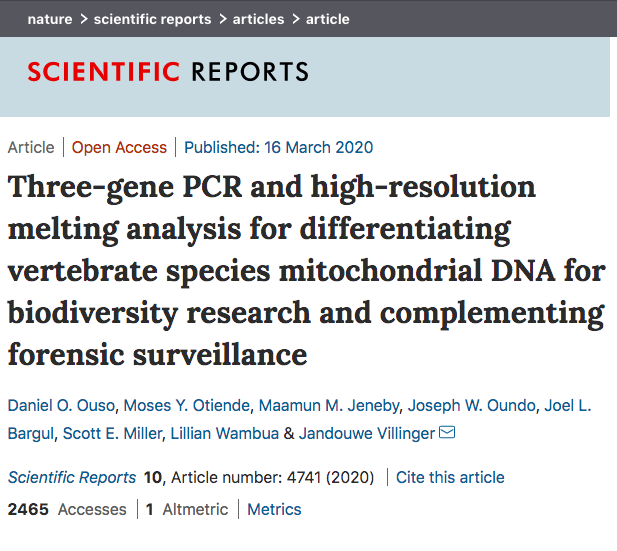 nature > scientific reports > articles > article
SCIENTIFIC REPORTS
Article | Open Access | Published: 16 March 2020
Three-gene PCR and high-resolution
melting analysis for differentiating
vertebrate species mitochondrial DNA for
biodiversity research and complementing
forensic surveillance
Daniel O. Ouso, Moses Y. Otiende, Maamun M. Jeneby, Joseph W. Oundo, Joel L.
Bargul, Scott E. Miller, Lillian Wambua & Jandouwe Villinger
Scientific Reports 10, Article number: 4741 (2020) | Cite this article
2465 Accesses | 1 Altmetric | Metrics